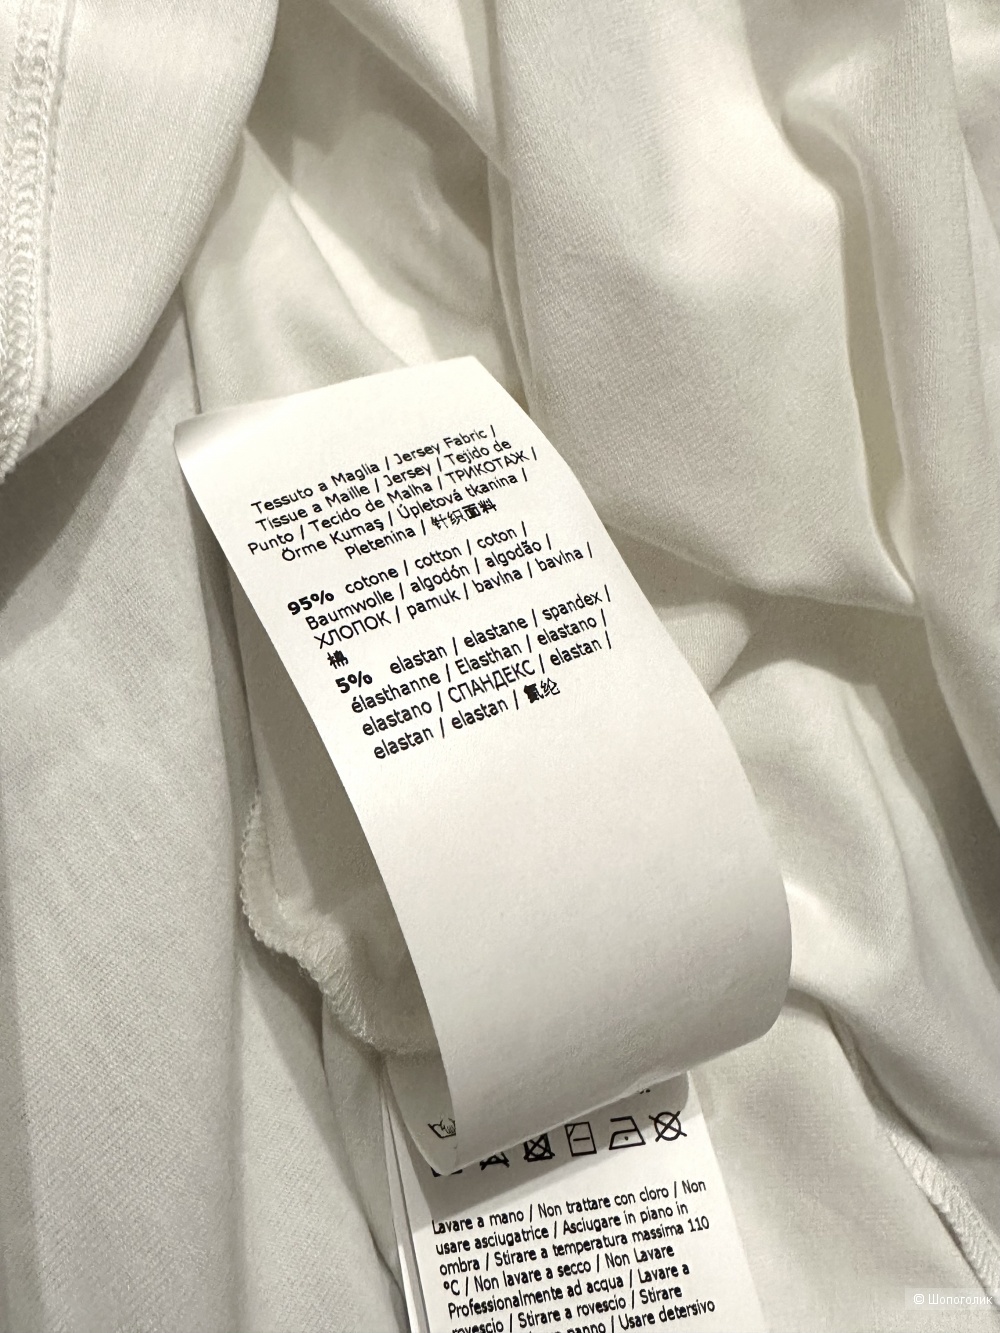 Tessuto a Maglia / Jersey Fabric /
Tissue a Maille / Jersey / Tejido de
Punto / Tecido de Malha / ТРИКОТАЖ /
Örme Kumaş / Úpletová tkanina /
Pletenina / 针织面料
95% cotone / cotton / coton /
Baumwolle / algodón / algodão /
ХЛОПОК / pamuk / bavlna / bavlna /
棉
5% elastan / elastane / spandex /
élasthanne / Elasthan / elastano /
elastano / СПАНДЕКС / elastan /
elastan / elastan / 氨纶
Lavare a mano / Non trattare con cloro / Non
usare asciugatrice / Asciugare in piano in
ombra / Stirare a temperatura massima 110
°C / Non lavare a secco / Non Lavare
Professionalmente ad acqua / Lavare a
rovescio / Stirare a rovescio / Stirare
panno / Usare detersivo
© Шопоголик